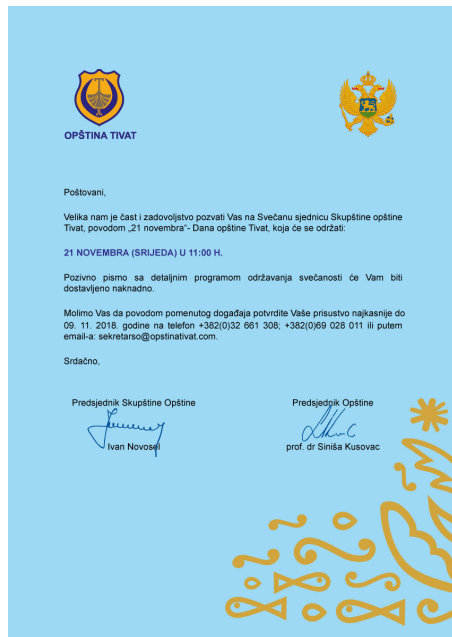 OPŠTINA TIVAT
Poštovani,
Velika nam je čast i zadovoljstvo pozvati Vas na Svečanu sjednicu Skupštine opštine
Tivat, povodom „21 novembra“- Dana opštine Tivat, koja će se održati:
21 NOVEMBRA (SRIJEDA) U 11:00 H.
Pozivno pismo sa detaljnim programom održavanja svečanosti će Vam biti
dostavljeno naknadno.
Molimo Vas da povodom pomenutog događaja potvrdite Vaše prisustvo najkasnije do
09. 11. 2018. godine na telefon +382(0)32 661 308; +382(0)69 028 011 ili putem
email-a: sekretarso@opstinativat.com.
Srdačno,
Predsjednik Skupštine Opštine
Ivan Novosel
Predsjednik Opštine
prof. dr Siniša Kusovac